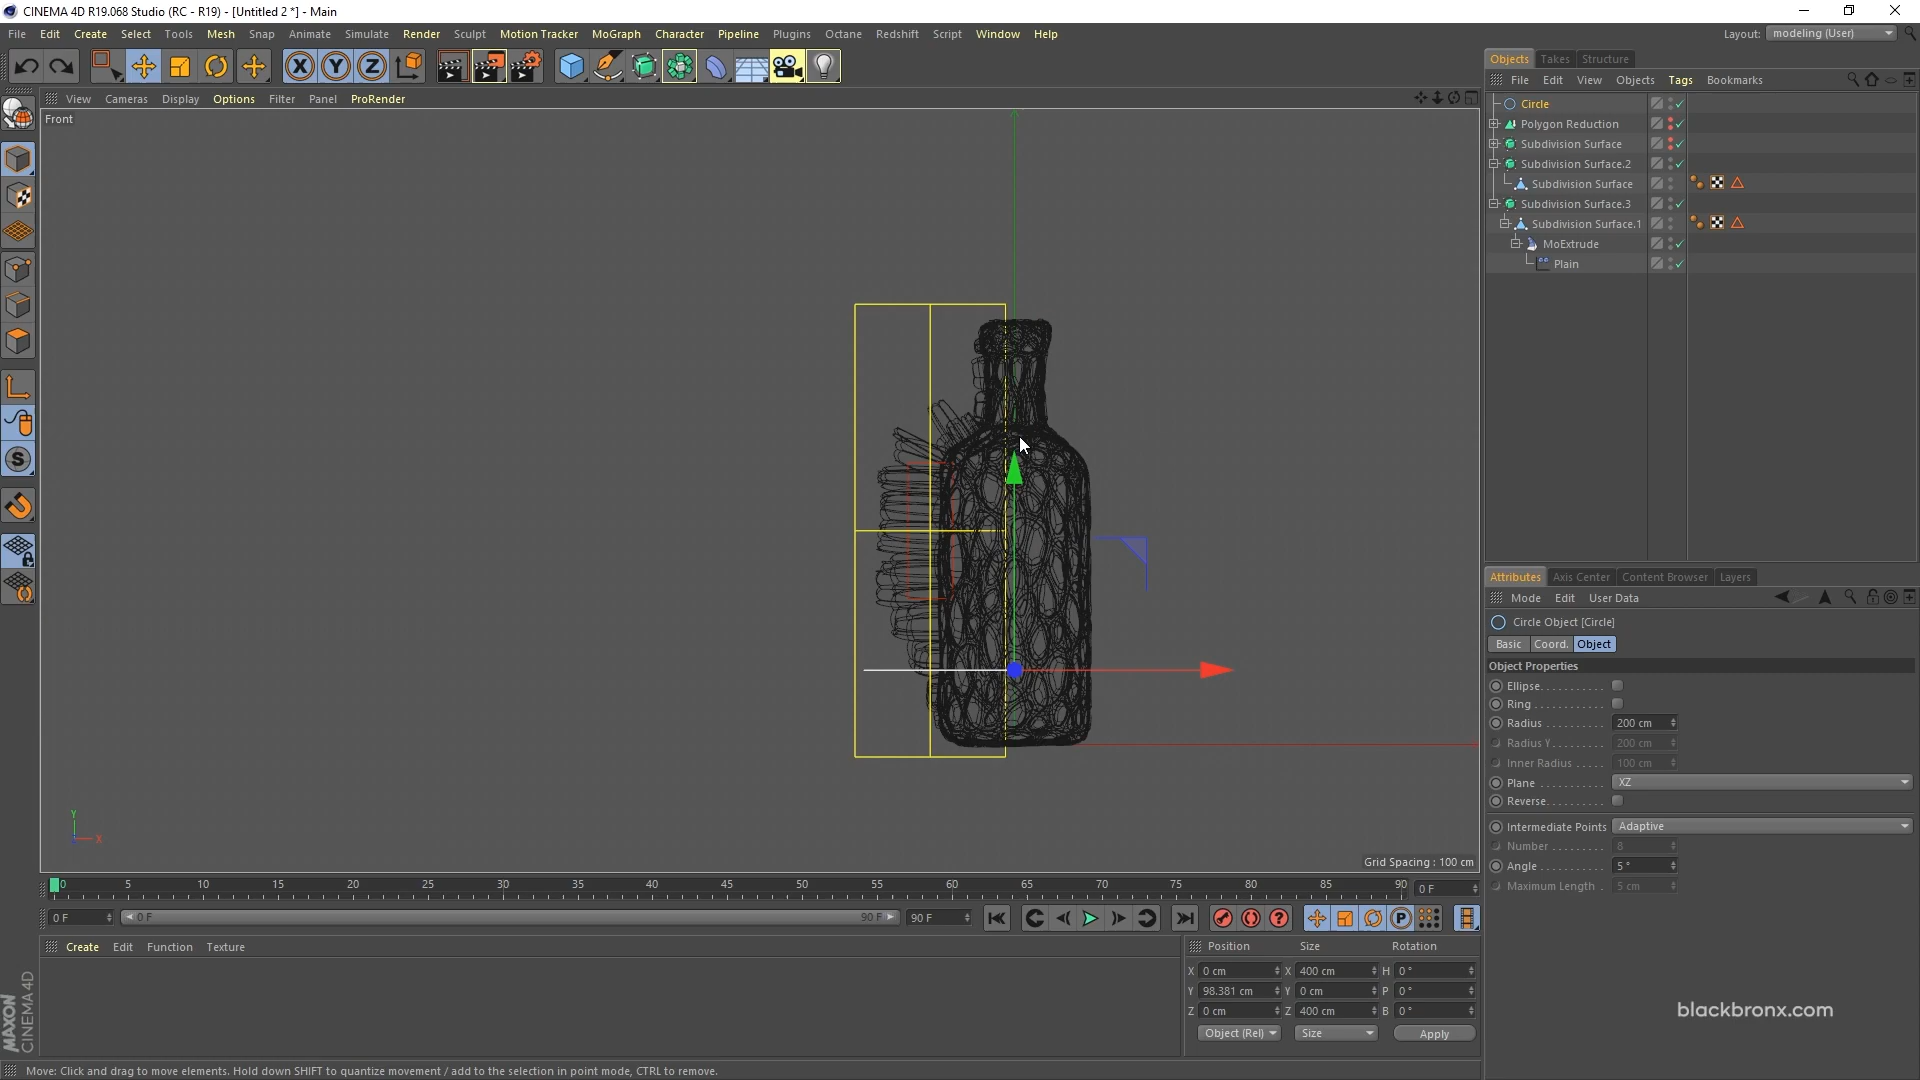 CINEMA 4D R19.068 Studio (RC - R19) - [Untitled 2 *] - Main
File Edit Create Select Tools Mesh Snap Animate Simulate Render Sculpt Motion Tracker MoGraph Character Pipeline Plugins Octane Redshift Script Window Help Layout: modeling (User)
X Y Z
Objects Takes Structure
File Edit View Objects Tags Bookmarks
View Cameras Display Options Filter Panel ProRender
Front
Circle
Polygon Reduction
Subdivision Surface
Subdivision Surface.2
Subdivision Surface
Subdivision Surface.3
Subdivision Surface.1
MoExtrude
Plain
S
Y
X
Grid Spacing : 100 cm
Attributes Axis Center Content Browser Layers
Mode Edit User Data
Circle Object [Circle]
Basic Coord. Object
Object Properties
Ellipse
Ring
Radius 200 cm
Radius Y 200 cm
Inner Radius 100 cm
Plane XZ
Reverse
Intermediate Points Adaptive
Number 8
Angle 5 °
Maximum Length 5 cm
0 5 10 15 20 25 30 35 40 45 50 55 60 65 70 75 80 85 90 0 F
0 F 0 F 90 F 90 F ? P
Create Edit Function Texture
Position Size Rotation
X 0 cm X 400 cm H 0 °
Y 98.381 cm Y 0 cm P 0 °
Z 0 cm Z 400 cm B 0 °
Object (Rel) Size Apply
MAXON
CINEMA 4D
blackbronx.com
Move: Click and drag to move elements. Hold down SHIFT to quantize movement / add to the selection in point mode, CTRL to remove.